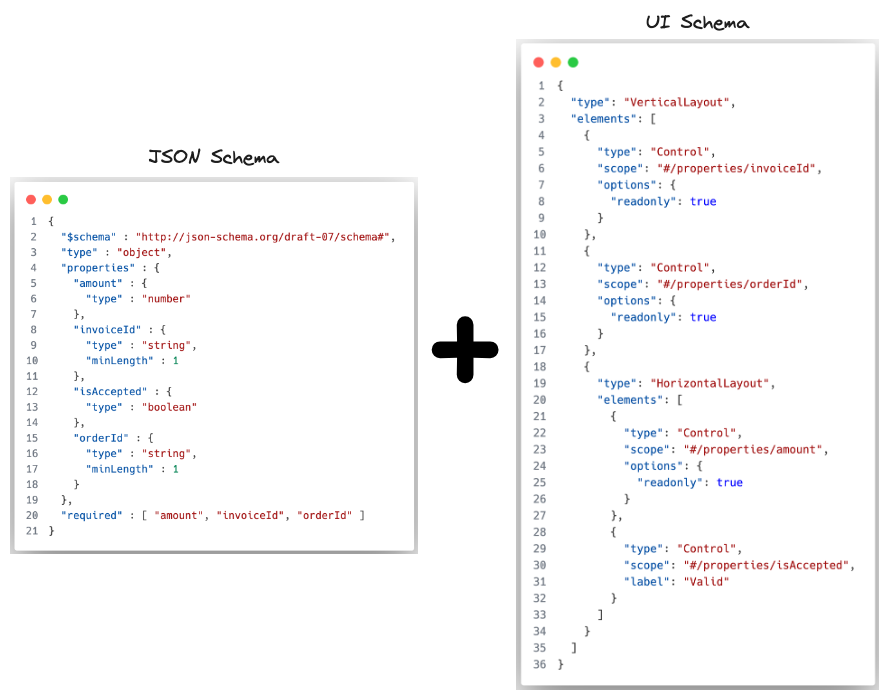 JSON Schema
1 {
2   "$schema" : "http://json-schema.org/draft-07/schema#",
3   "type" : "object",
4   "properties" : {
5     "amount" : {
6       "type" : "number"
7     },
8     "invoiceId" : {
9       "type" : "string",
10       "minLength" : 1
11     },
12     "isAccepted" : {
13       "type" : "boolean"
14     },
15     "orderId" : {
16       "type" : "string",
17       "minLength" : 1
18     }
19   },
20   "required" : [ "amount", "invoiceId", "orderId" ]
21 }
UI Schema
1 {
2   "type": "VerticalLayout",
3   "elements": [
4     {
5       "type": "Control",
6       "scope": "#/properties/invoiceId",
7       "options": {
8         "readonly": true
9       }
10     },
11     {
12       "type": "Control",
13       "scope": "#/properties/orderId",
14       "options": {
15         "readonly": true
16       }
17     },
18     {
19       "type": "HorizontalLayout",
20       "elements": [
21         {
22           "type": "Control",
23           "scope": "#/properties/amount",
24           "options": {
25             "readonly": true
26           }
27         },
28         {
29           "type": "Control",
30           "scope": "#/properties/isAccepted",
31           "label": "Valid"
32         }
33       ]
34     }
35   ]
36 }